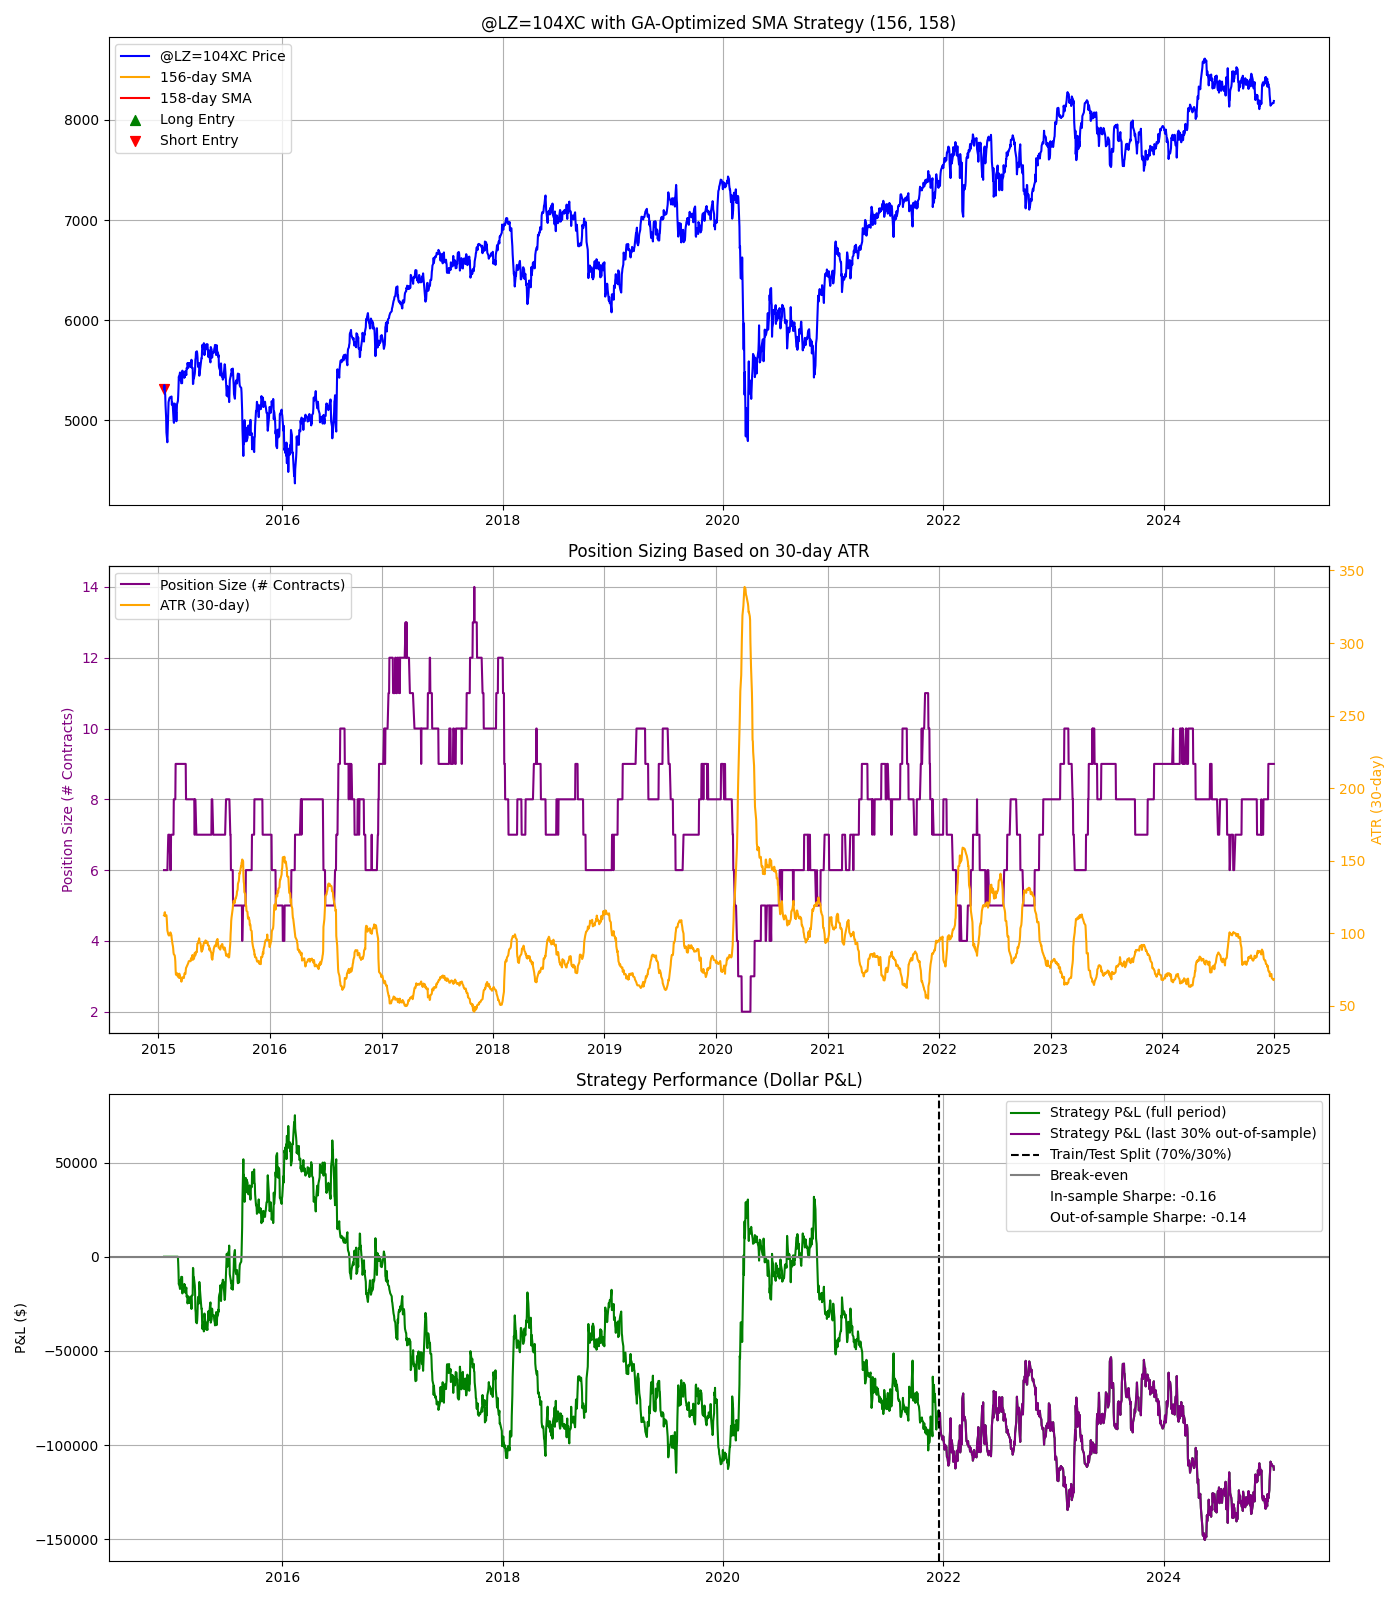 @LZ=104XC with GA-Optimized SMA Strategy (156, 158)
@LZ=104XC Price
156-day SMA
158-day SMA
Long Entry
Short Entry
8000
7000
6000
5000
2016 2018 2020 2022 2024
Position Sizing Based on 30-day ATR
Position Size (# Contracts)
ATR (30-day)
Position Size (# Contracts)
14
12
10
8
6
4
2
350
300
250
200
150
100
50
ATR (30-day)
2015 2016 2017 2018 2019 2020 2021 2022 2023 2024 2025
Strategy Performance (Dollar P&L)
Strategy P&L (full period)
Strategy P&L (last 30% out-of-sample)
Train/Test Split (70%/30%)
Break-even
In-sample Sharpe: -0.16
Out-of-sample Sharpe: -0.14
P&L ($)
50000
0
−50000
−100000
−150000
2016 2018 2020 2022 2024